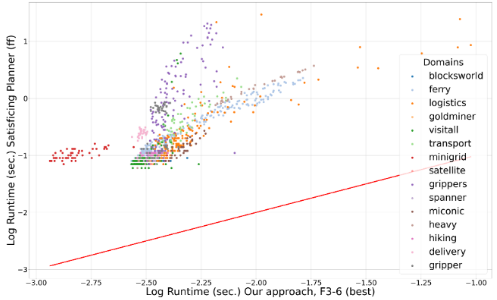 Log Runtime (sec.) Satisficing Planner (ff)
1
0
−1
−2
−3
Domains
blocksworld
ferry
logistics
goldminer
visitall
transport
minigrid
satellite
grippers
spanner
miconic
heavy
hiking
delivery
gripper
−3.00 −2.75 −2.50 −2.25 −2.00 −1.75 −1.50 −1.25 −1.00
Log Runtime (sec.) Our approach, F3-6 (best)